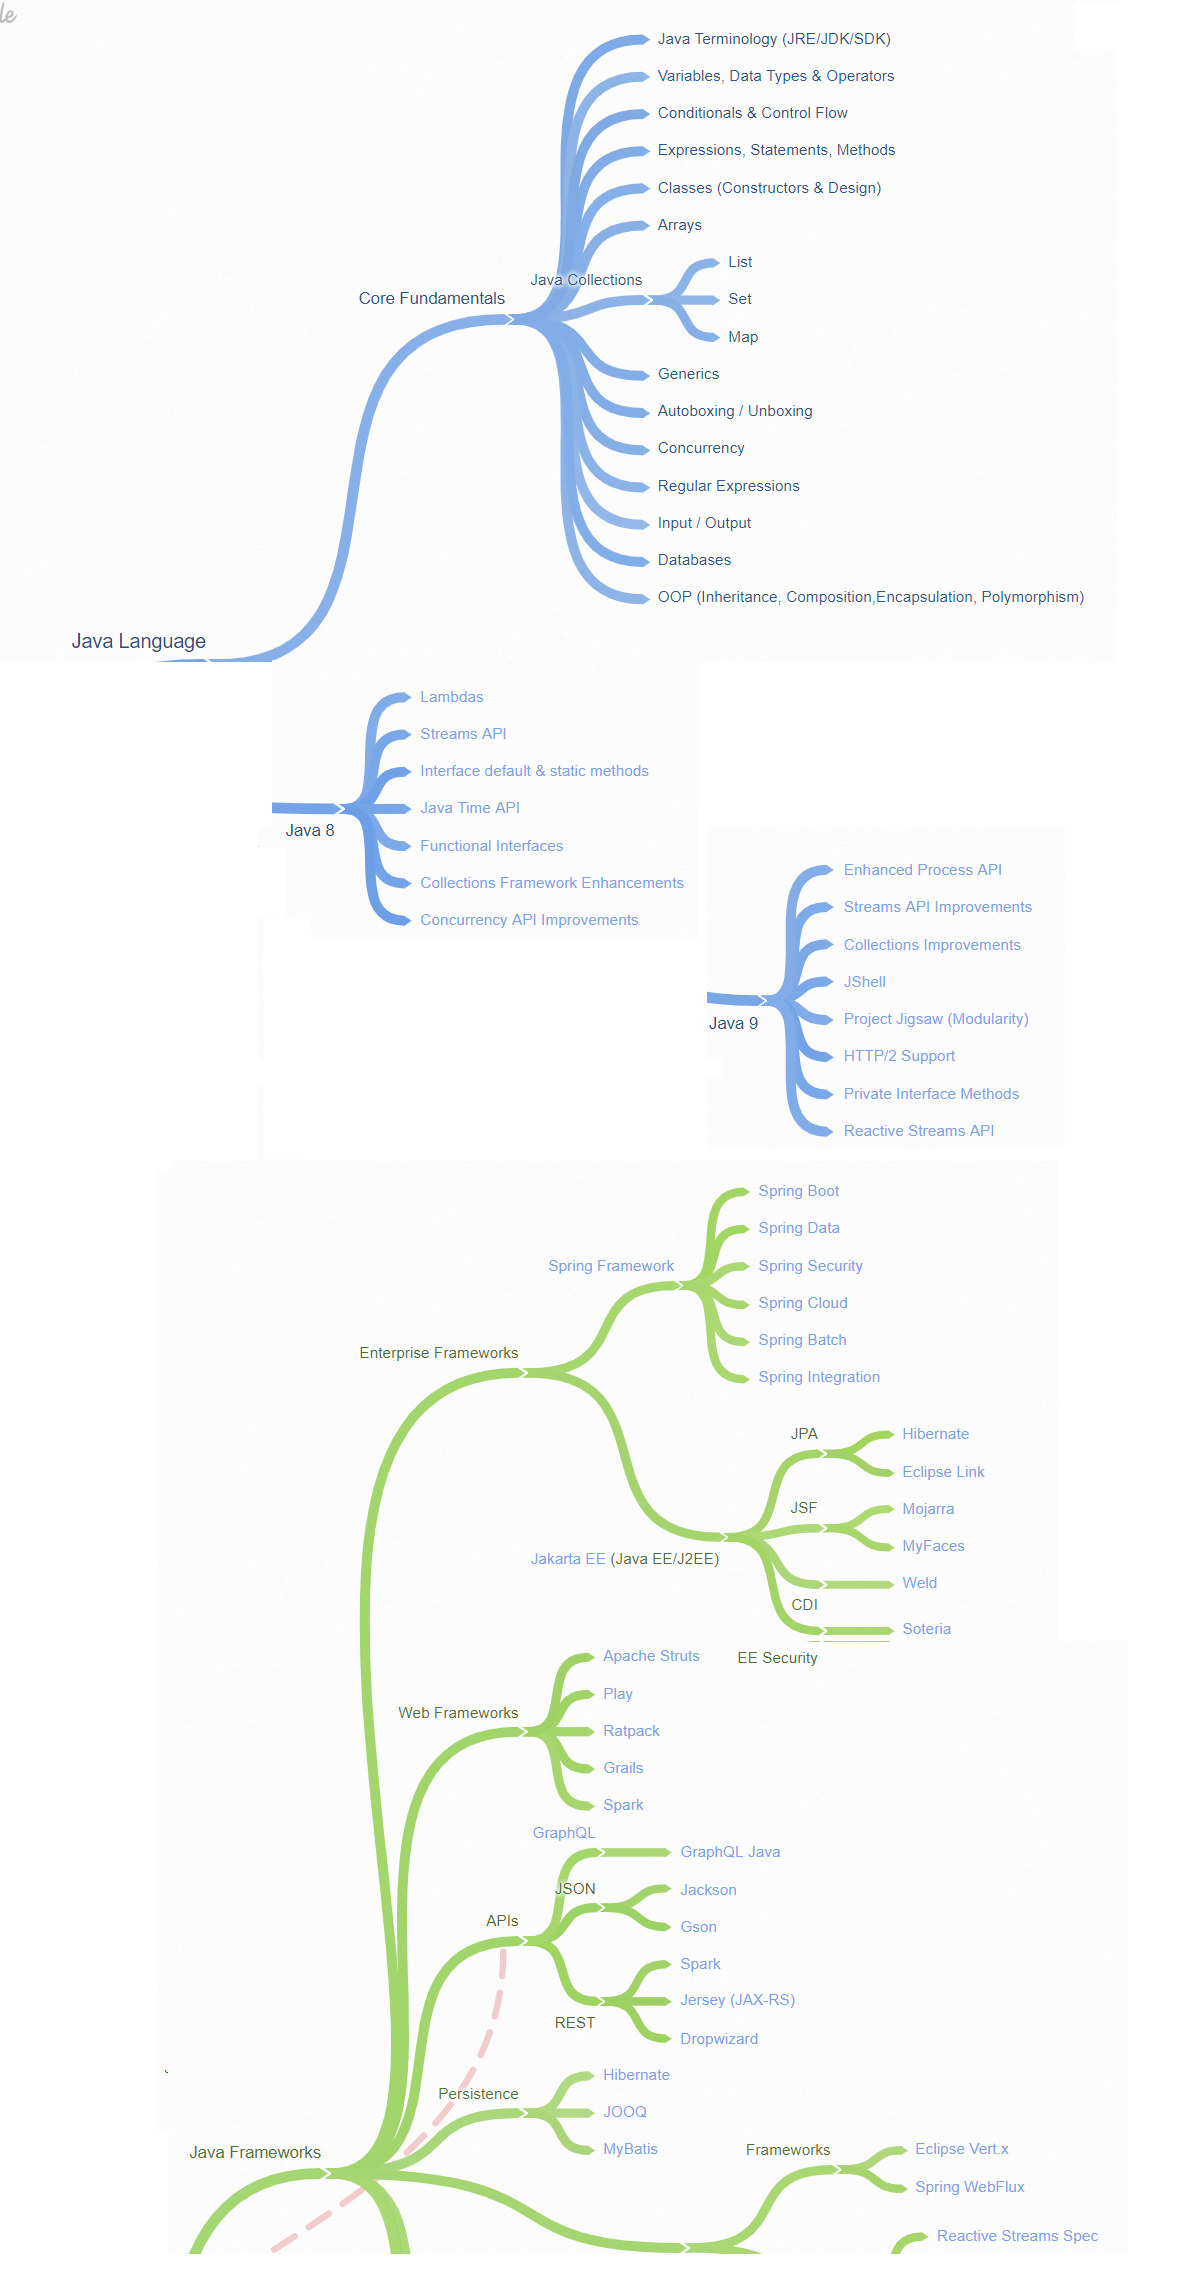 le
Java Terminology (JRE/JDK/SDK)
Variables, Data Types & Operators
Conditionals & Control Flow
Expressions, Statements, Methods
Classes (Constructors & Design)
Arrays
List
Java Collections
Core Fundamentals
Set
Map
Generics
Autoboxing / Unboxing
Concurrency
Regular Expressions
Input / Output
Databases
OOP (Inheritance, Composition,Encapsulation, Polymorphism)
Java Language
Lambdas
Streams API
Interface default & static methods
Java Time API
Java 8
Functional Interfaces
Collections Framework Enhancements
Concurrency API Improvements
Enhanced Process API
Streams API Improvements
Collections Improvements
JShell
Project Jigsaw (Modularity)
Java 9
HTTP/2 Support
Private Interface Methods
Reactive Streams API
Spring Boot
Spring Data
Spring Framework
Spring Security
Spring Cloud
Spring Batch
Enterprise Frameworks
Spring Integration
JPA
Hibernate
Eclipse Link
JSF
Mojarra
MyFaces
Jakarta EE (Java EE/J2EE)
Weld
CDI
Soteria
EE Security
Apache Struts
Play
Web Frameworks
Ratpack
Grails
Spark
GraphQL
GraphQL Java
JSON
Jackson
APIs
Gson
Spark
Jersey (JAX-RS)
REST
Dropwizard
Hibernate
Persistence
JOOQ
MyBatis
Java Frameworks
Frameworks
Eclipse Vert.x
Spring WebFlux
Reactive Streams Spec